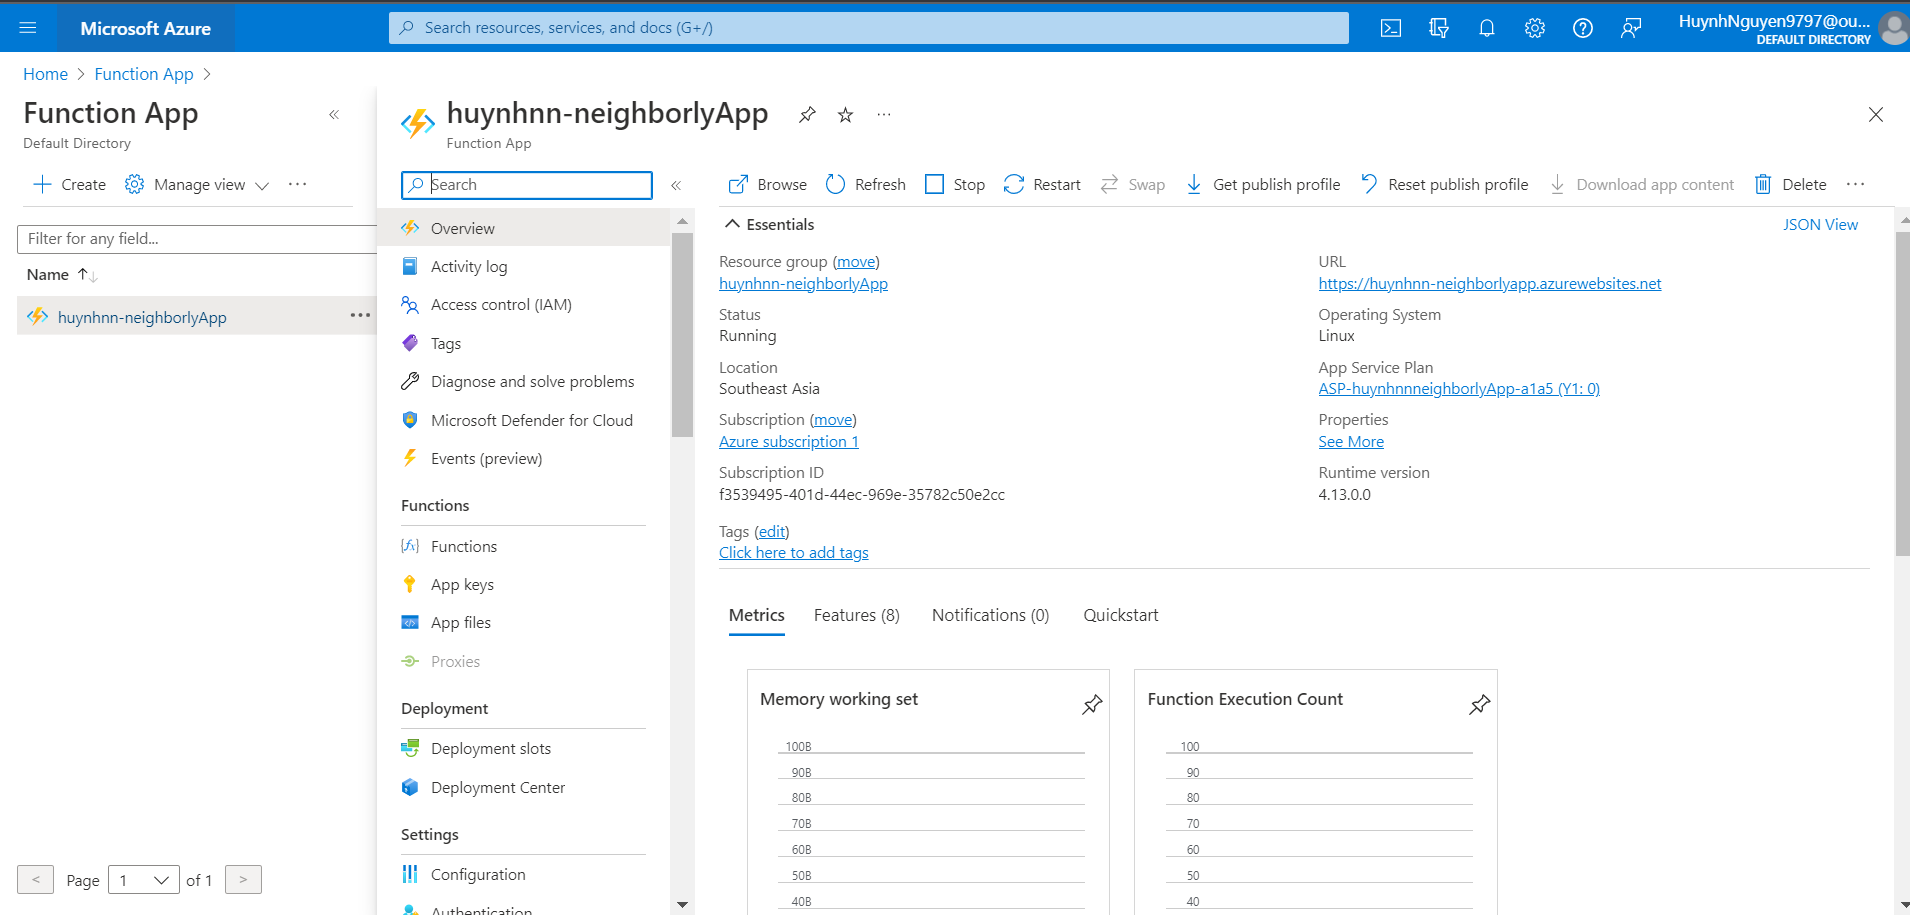 Microsoft Azure
Search resources, services, and docs (G+/)
HuynhNguyen9797@ou...
DEFAULT DIRECTORY
Home > Function App >
Function App
Default Directory
+ Create Manage view ...
Filter for any field...
Name ↑↓
huynhnn-neighborlyApp ...
< Page 1 of 1 >
huynhnn-neighborlyApp ...
Function App
Search
Overview
Activity log
Access control (IAM)
Tags
Diagnose and solve problems
Microsoft Defender for Cloud
Events (preview)
Functions
Functions
App keys
App files
Proxies
Deployment
Deployment slots
Deployment Center
Settings
Configuration
Authentication
Browse Refresh Stop Restart Swap Get publish profile Reset publish profile Download app content Delete ...
Essentials
JSON View
Resource group (move)
huynhnn-neighborlyApp
Status
Running
Location
Southeast Asia
Subscription (move)
Azure subscription 1
Subscription ID
f3539495-401d-44ec-969e-35782c50e2cc
Tags (edit)
Click here to add tags
URL
https://huynhnn-neighborlyapp.azurewebsites.net
Operating System
Linux
App Service Plan
ASP-huynhnnneighborlyApp-a1a5 (Y1: 0)
Properties
See More
Runtime version
4.13.0.0
Metrics Features (8) Notifications (0) Quickstart
Memory working set
100B
90B
80B
70B
60B
50B
40B
Function Execution Count
100
90
80
70
60
50
40